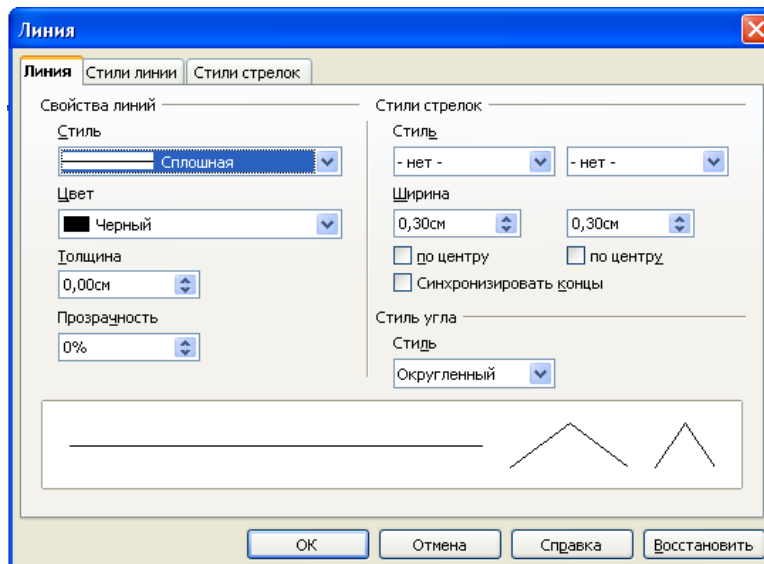 Линия
Линия Стили линии Стили стрелок
Свойства линий
Стиль
Сплошная
Цвет
Черный
Толщина
0,00см
Прозрачность
0%
Стили стрелок
Стиль
- нет - - нет -
Ширина
0,30см 0,30см
по центру по центру
Синхронизировать концы
Стиль угла
Стиль
Округленный
ОК Отмена Справка Восстановить